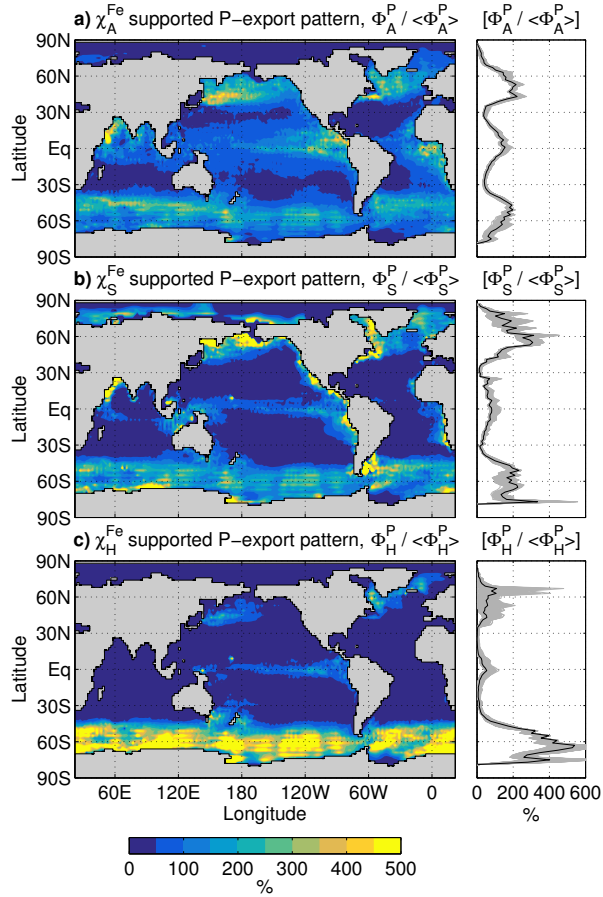 a) χ_A^Fe supported P−export pattern, Φ_A^P / <Φ_A^P>
[Φ_A^P / <Φ_A^P>]
90N
60N
30N
Eq
30S
60S
90S
Latitude
b) χ_S^Fe supported P−export pattern, Φ_S^P / <Φ_S^P>
[Φ_S^P / <Φ_S^P>]
90N
60N
30N
Eq
30S
60S
90S
Latitude
c) χ_H^Fe supported P−export pattern, Φ_H^P / <Φ_H^P>
[Φ_H^P / <Φ_H^P>]
90N
60N
30N
Eq
30S
60S
90S
Latitude
60E 120E 180W 120W 60W 0
Longitude
0 200 400 600
%
0 100 200 300 400 500
%